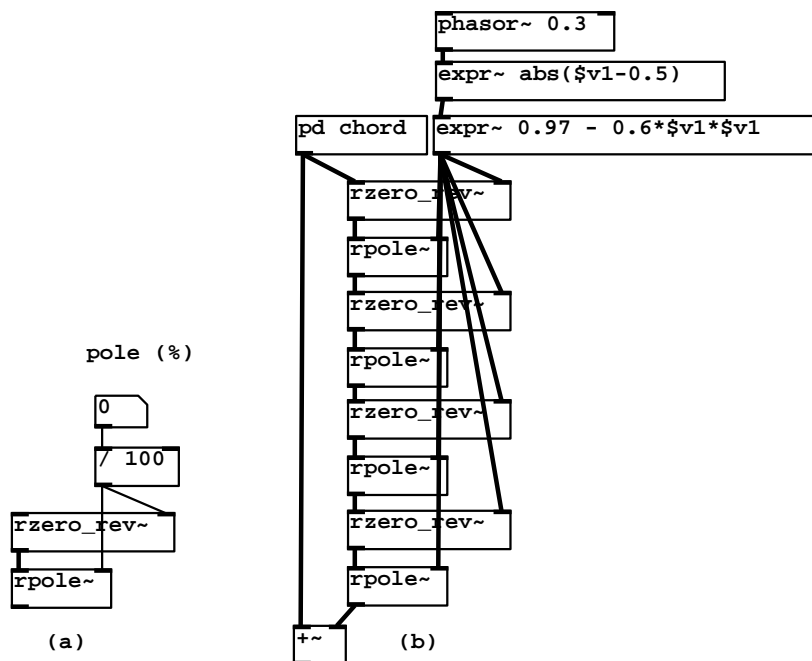 phasor~ 0.3
expr~ abs($v1-0.5)
pd chord
expr~ 0.97 - 0.6*$v1*$v1
rzero_rev~
rpole~
rzero_rev~
rpole~
rzero_rev~
rpole~
rzero_rev~
rpole~
+~
(b)
pole (%)
0
/ 100
rzero_rev~
rpole~
(a)